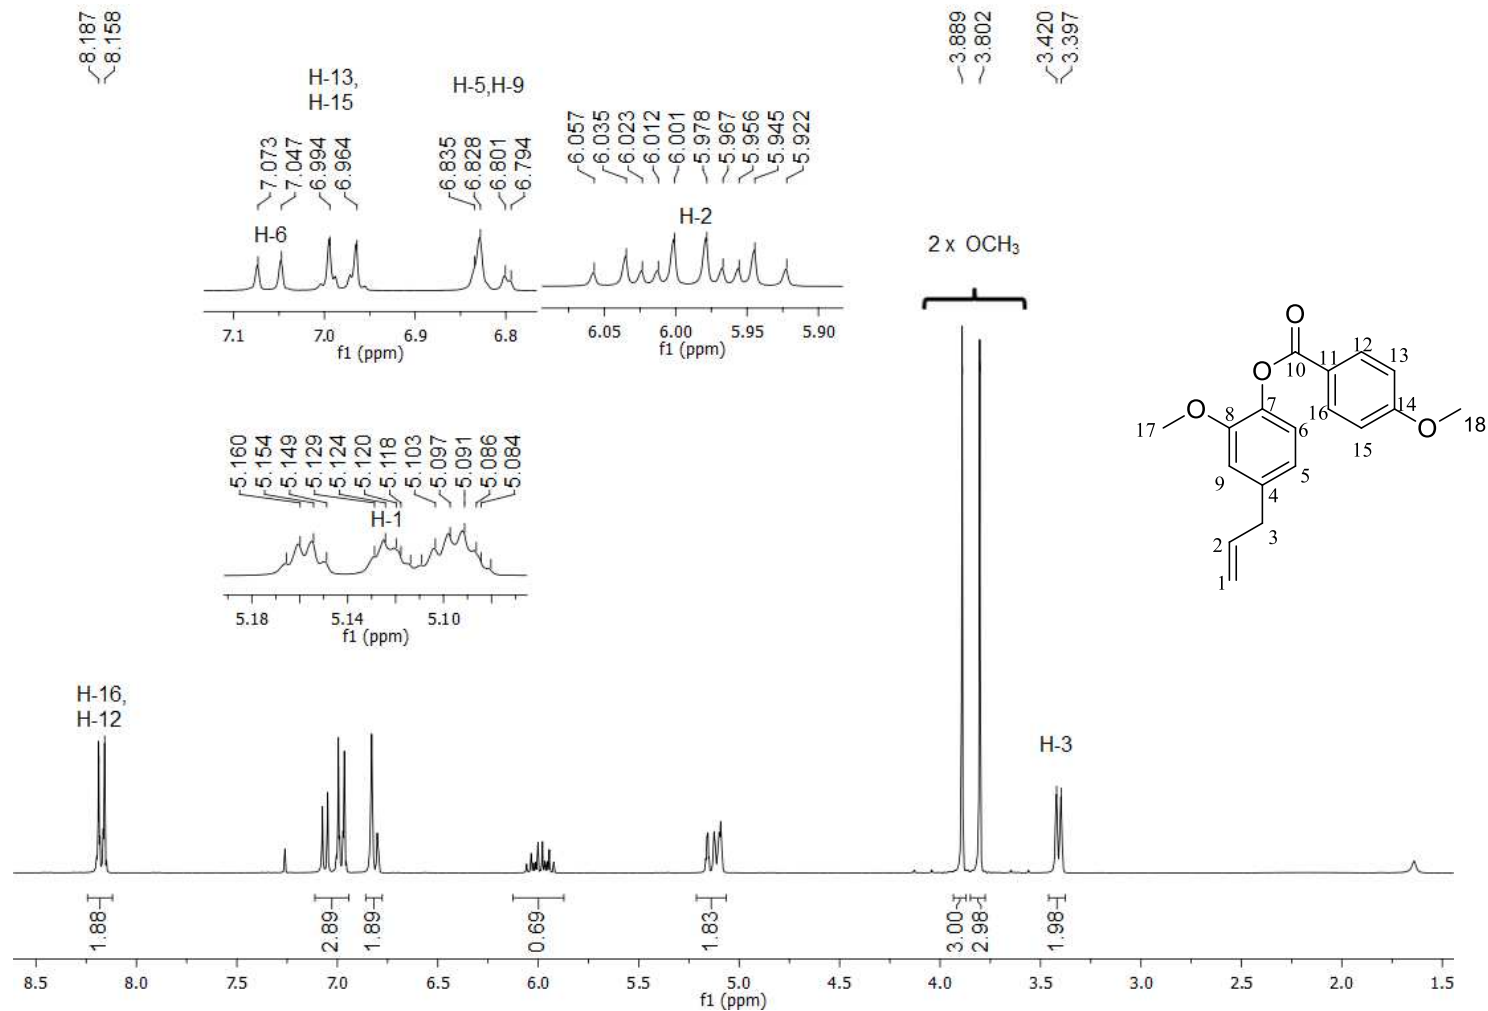 8.187
8.158
3.889
3.802
3.420
3.397
H-13,
H-15
H-5,H-9
7.073
7.047
6.994
6.964
6.835
6.828
6.801
6.794
6.057
6.035
6.023
6.012
6.001
5.978
5.967
5.956
5.945
5.922
H-6
H-2
7.1 7.0 6.9 6.8
f1 (ppm)
6.05 6.00 5.95 5.90
f1 (ppm)
2 x OCH₃
5.160
5.154
5.149
5.129
5.124
5.120
5.118
5.103
5.097
5.091
5.086
5.084
H-1
5.18 5.14 5.10
f1 (ppm)
O
12
11
13
10
O
7
16
14
17
O
8
6
15
O
18
9
5
4
2
3
1
H-16,
H-12
H-3
1.88
2.89
1.89
0.69
1.83
3.00
2.98
1.98
8.5 8.0 7.5 7.0 6.5 6.0 5.5 5.0 4.5 4.0 3.5 3.0 2.5 2.0 1.5
f1 (ppm)